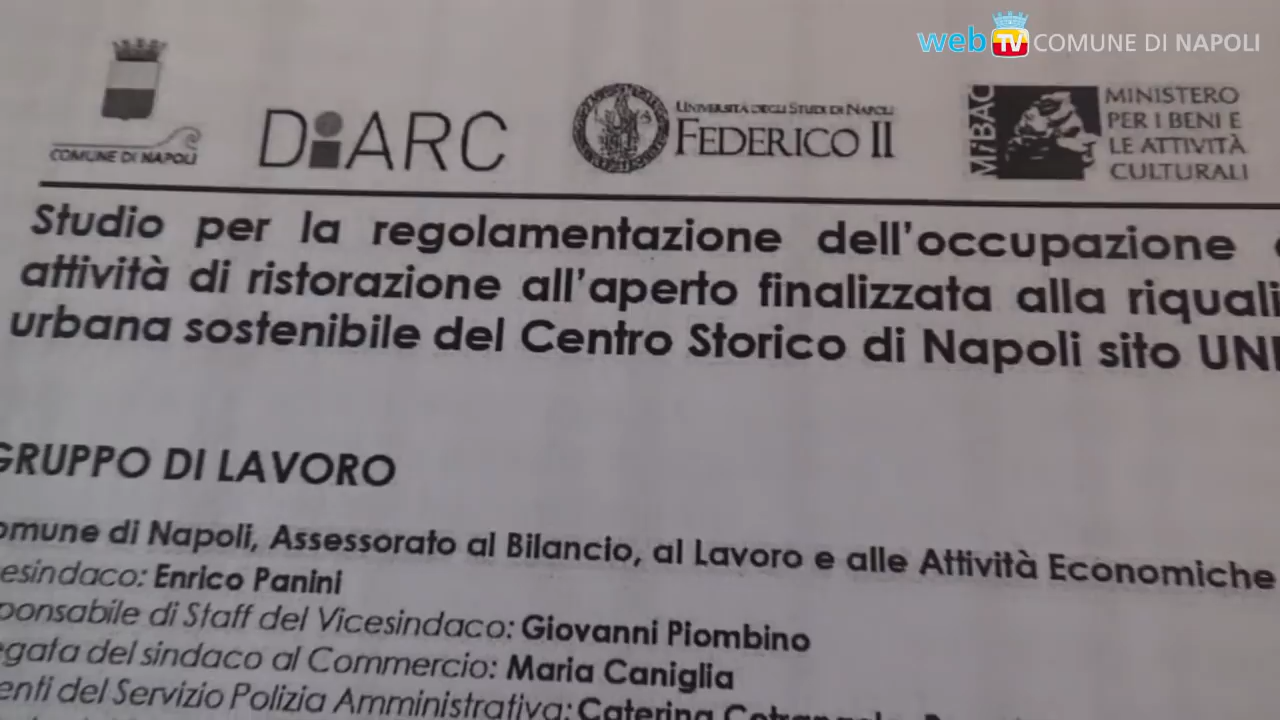 web TV COMUNE DI NAPOLI
COMUNE DI NAPOLI
DiARC
UNIVERSITÀ DEGLI STUDI DI NAPOLI
FEDERICO II
MiBAC
MINISTERO
PER I BENI E
LE ATTIVITÀ
CULTURALI
Studio per la regolamentazione dell'occupazione
attività di ristorazione all'aperto finalizzata alla riquali
urbana sostenibile del Centro Storico di Napoli sito UN
GRUPPO DI LAVORO
omune di Napoli, Assessorato al Bilancio, al Lavoro e alle Attività Economiche
esindaco: Enrico Panini
ponsabile di Staff del Vicesindaco: Giovanni Piombino
egata del sindaco al Commercio: Maria Caniglia
enti del Servizio Polizia Amministrativa: Caterina